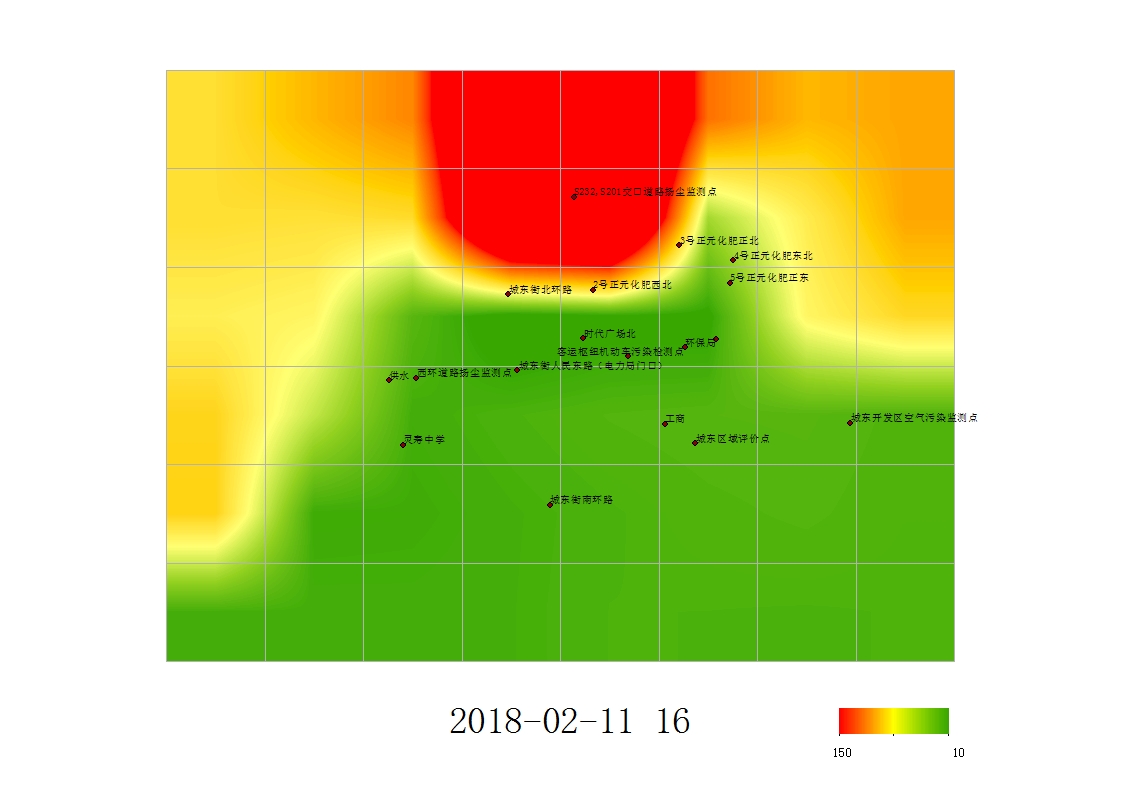 S232,S201交口道路扬尘监测点
3号正元化肥正北
4号正元化肥东北
5号正元化肥正东
2号正元化肥西北
城东街北环路
时代广场北
环保局
客运枢纽机动车污染检测点
城东街人民东路（电力局门口）
供水
西环道路扬尘监测点
工商
城东开发区空气污染监测点
灵寿中学
城东区域评价点
城东街南环路
2018-02-11 16
150
10